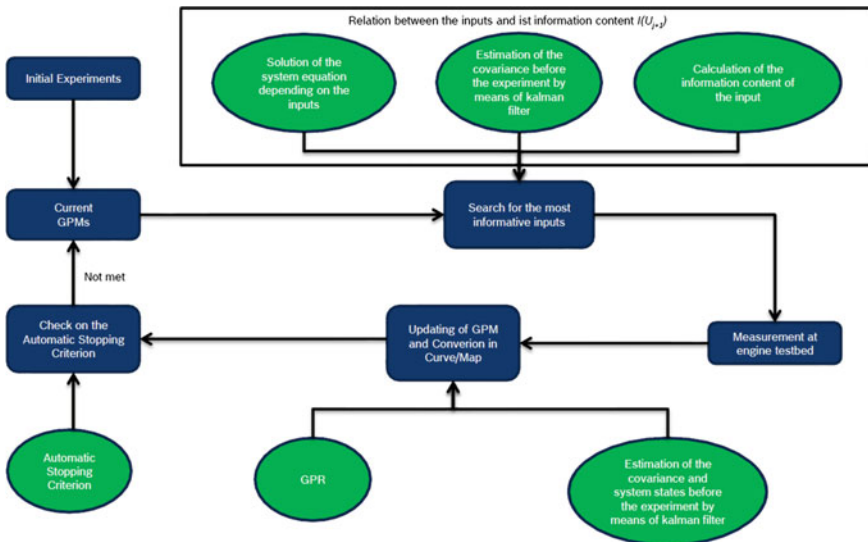 Relation between the inputs and ist information content I(Uj+1)
Initial Experiments
Solution of the
system equation
depending on the
inputs
Estimation of the
covariance before
the experiment by
means of kalman
filter
Calculation of the
information content of
the input
Current
GPMs
Search for the most
informative inputs
Not met
Check on the
Automatic Stopping
Criterion
Updating of GPM
and Converion in
Curve/Map
Measurement at
engine testbed
Automatic
Stopping
Criterion
GPR
Estimation of the
covariance and
system states before
the experiment by
means of kalman filter